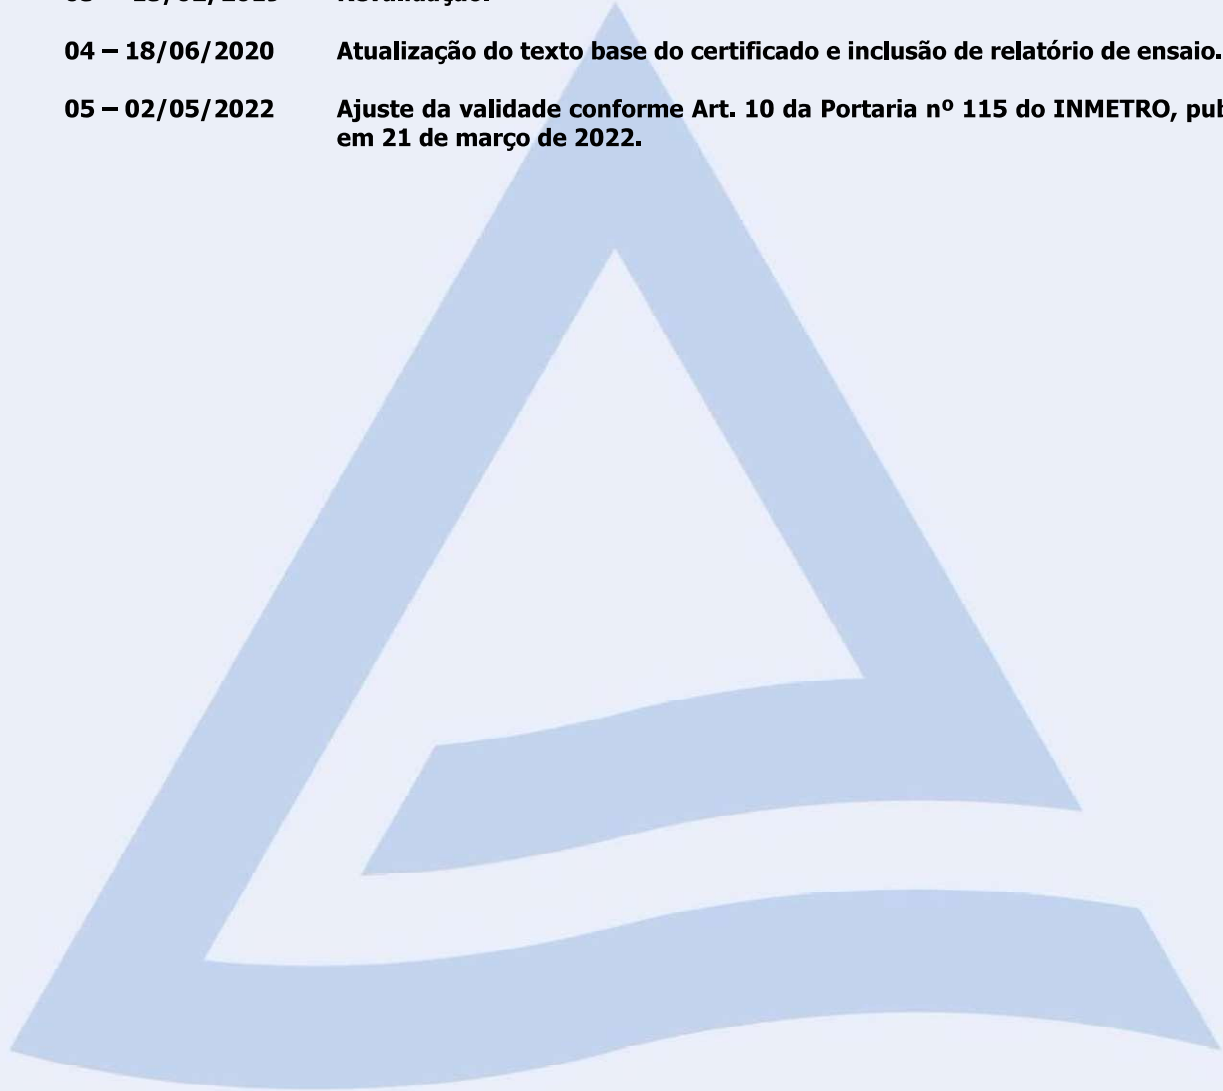 04 – 18/06/2020 Atualização do texto base do certificado e inclusão de relatório de ensaio.
05 – 02/05/2022 Ajuste da validade conforme Art. 10 da Portaria nº 115 do INMETRO, pub
em 21 de março de 2022.